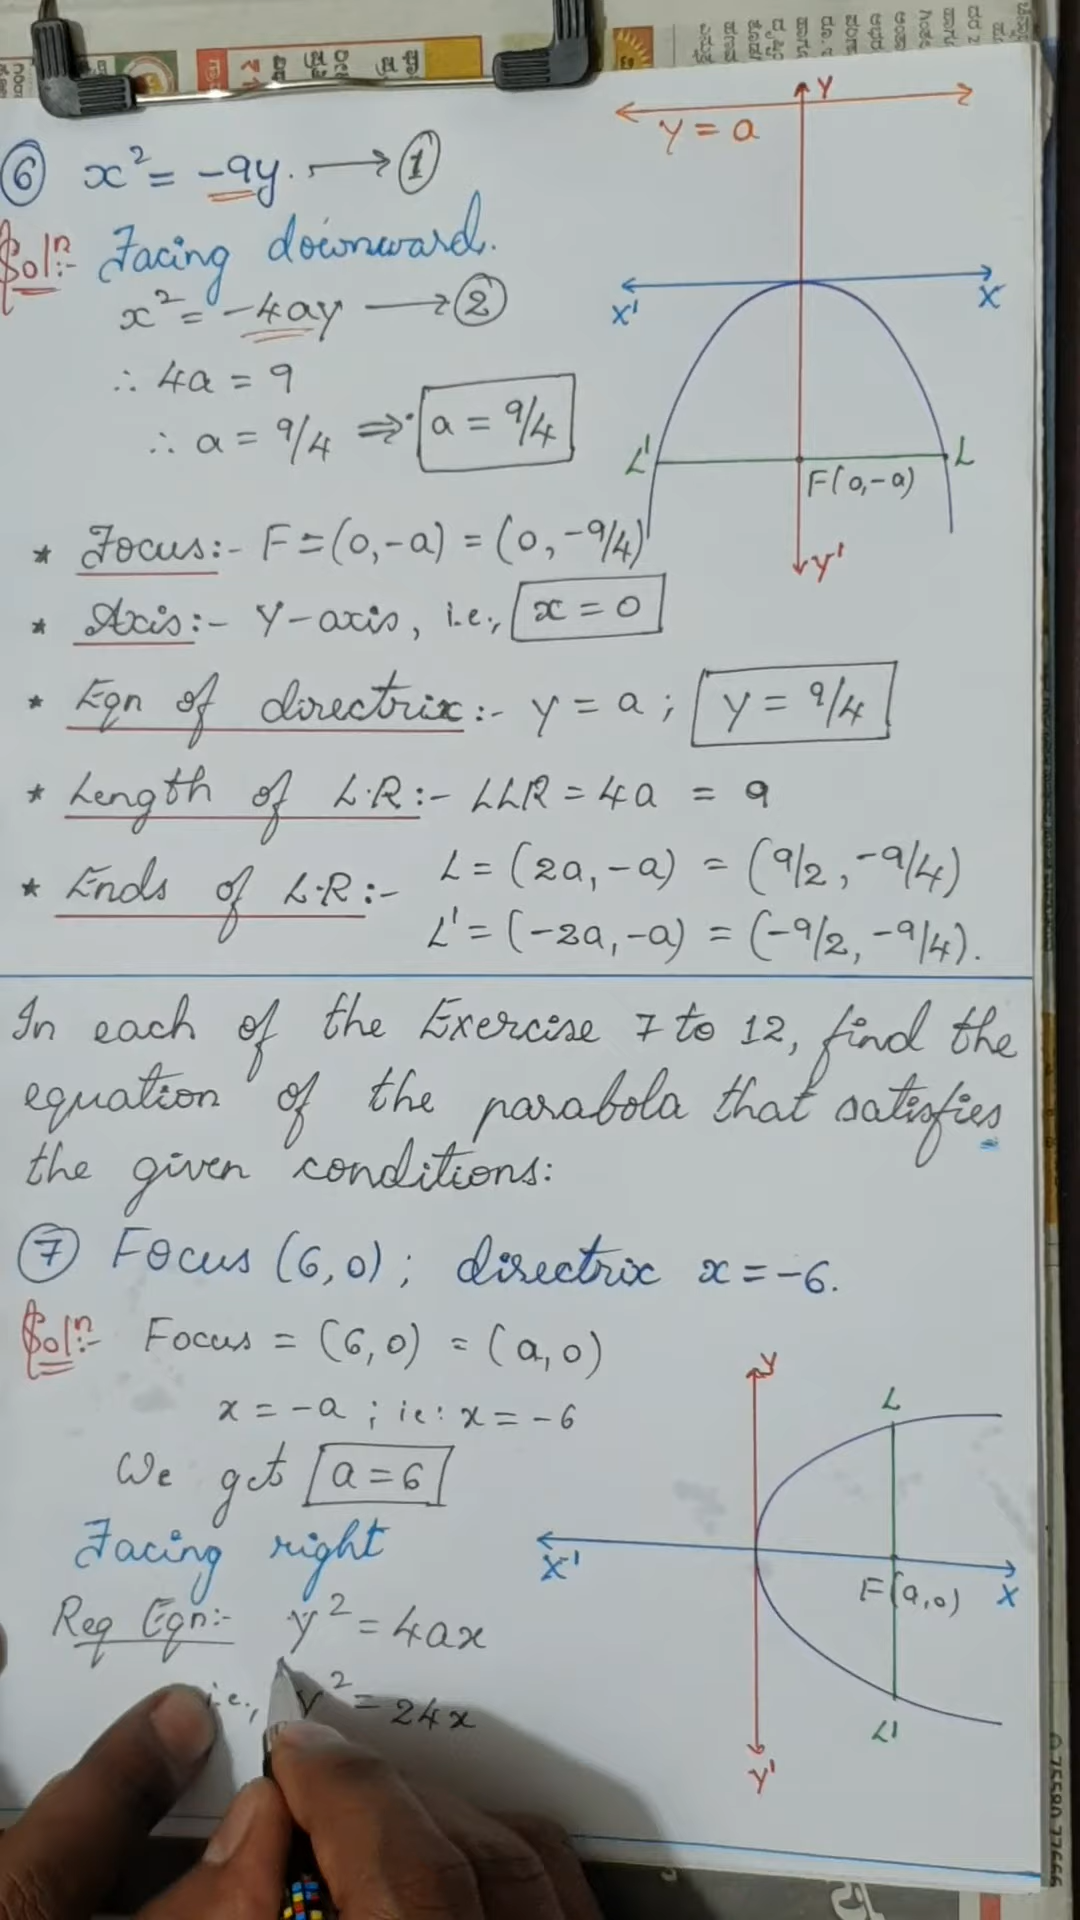 ⑥ x² = -9y. → ①
Solⁿ:- Facing downward.
x² = -4ay → ②
∴ 4a = 9
∴ a = 9/4 ⇒ a = 9/4
Y
y = a
X'
X
L'
L
F(0,-a)
Y'
* Focus:- F = (0,-a) = (0, -9/4)
* Axis:- Y-axis, i.e., x = 0
* Eqn of directrix:- y = a ; y = 9/4
* Length of L.R:- LLR = 4a = 9
* Ends of L.R:- L = (2a, -a) = (9/2, -9/4)
L' = (-2a, -a) = (-9/2, -9/4).
In each of the Exercise 7 to 12, find the
equation of the parabola that satisfies
the given conditions:
⑦ Focus (6,0); directrix x = -6.
Solⁿ:- Focus = (6,0) = (a,0)
x = -a ; ie: x = -6
We get a = 6
Facing right
Req Eqn:- y² = 4ax
i.e., y² = 24x
Y
L
X'
X
F(a,0)
L'
Y'